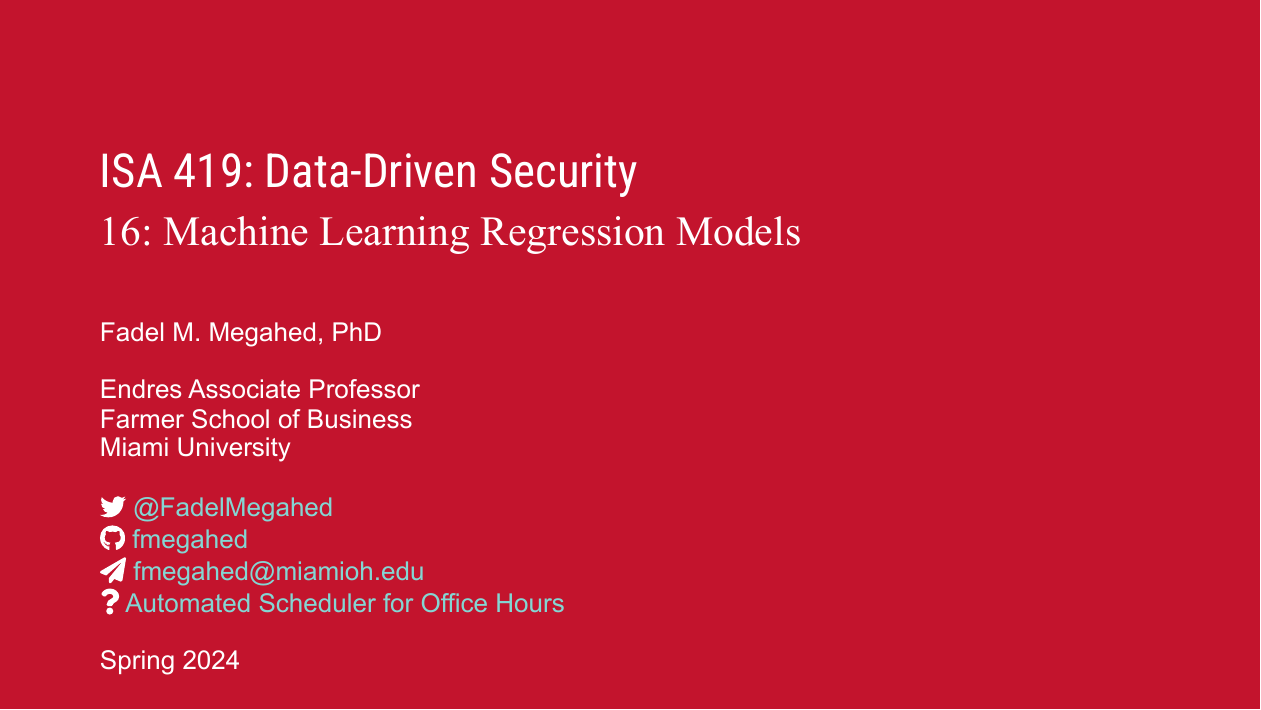 ISA 419: Data-Driven Security
16: Machine Learning Regression Models
Fadel M. Megahed, PhD
Endres Associate Professor
Farmer School of Business
Miami University
@FadelMegahed
fmegahed
fmegahed@miamioh.edu
Automated Scheduler for Office Hours
Spring 2024